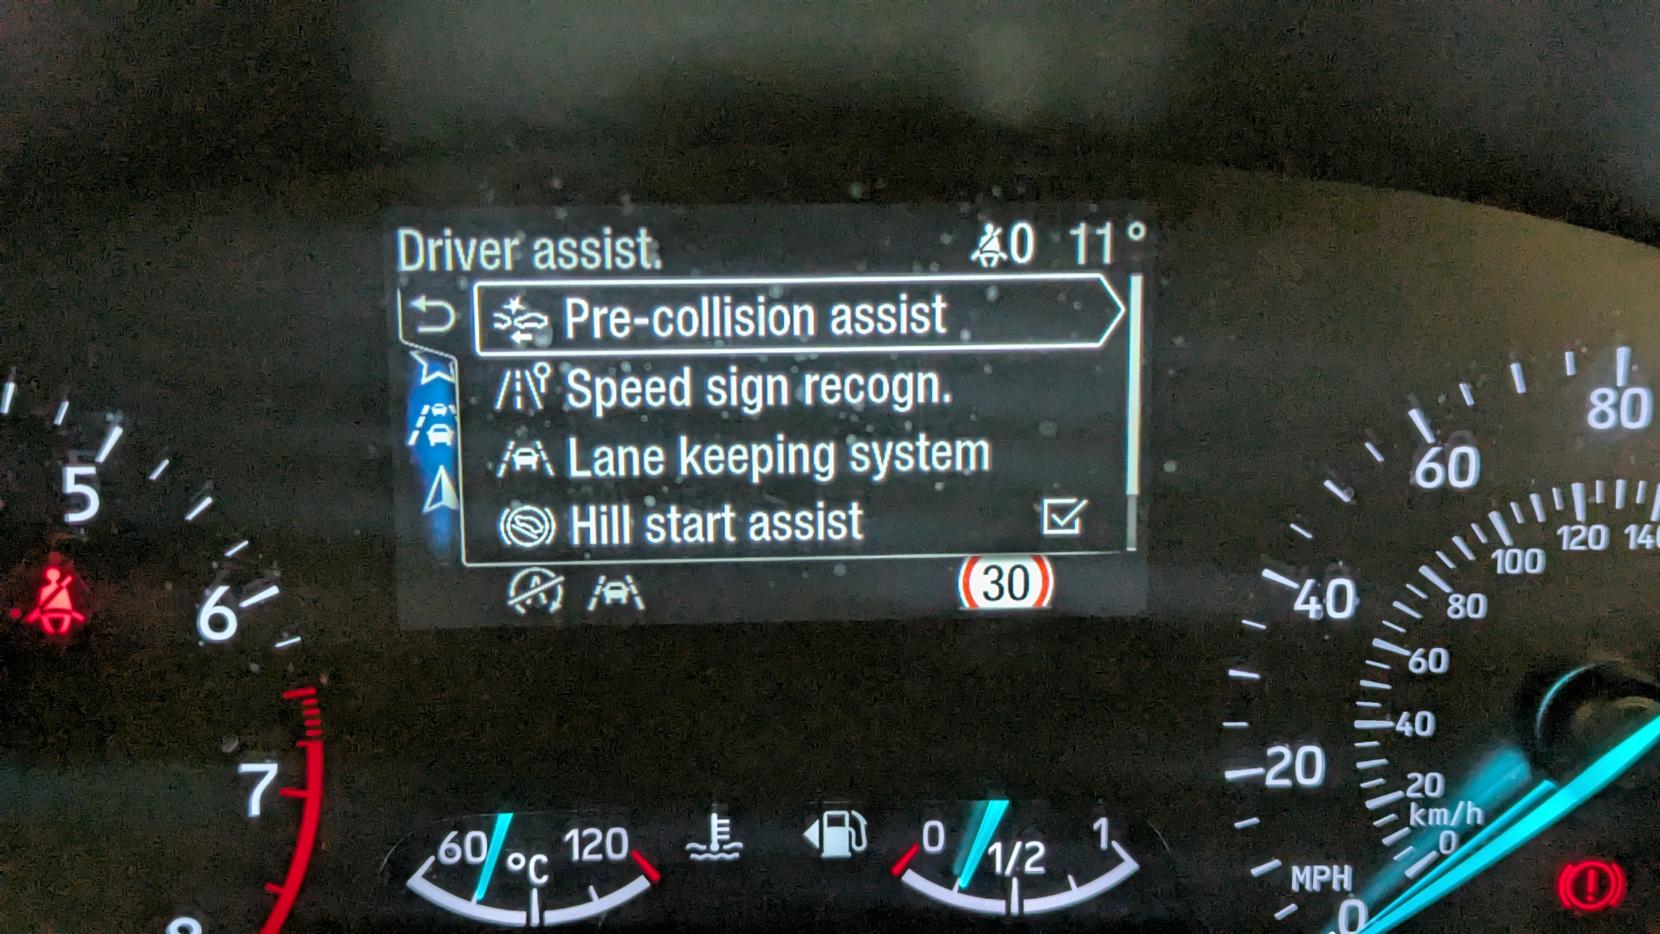 Driver assist. 0 11°
Pre-collision assist
Speed sign recogn.
Lane keeping system
Hill start assist
A 30
5
6
7
8
60 °C 120
0 1/2 1
80
60
40
20
0
MPH
140
120
100
80
60
40
20
0
km/h